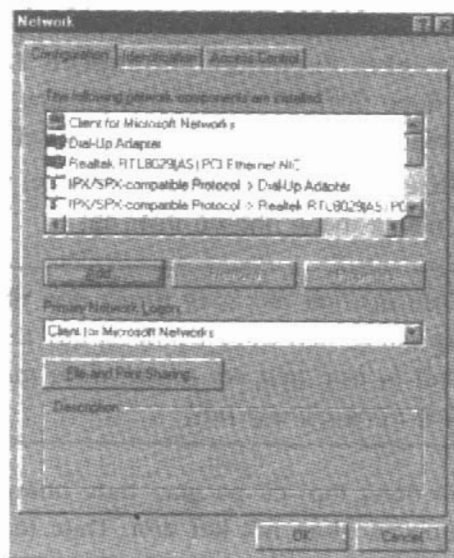 Network
Configuration Identification Access Control
The following network components are installed:
Client for Microsoft Networks
Dial-Up Adapter
Realtek RTL8029(AS) PCI Ethernet NIC
IPX/SPX-compatible Protocol -> Dial-Up Adapter
IPX/SPX-compatible Protocol -> Realtek RTL8029(AS) PC
Add...
Primary Network Logon:
Client for Microsoft Networks
File and Print Sharing...
Description
OK Cancel